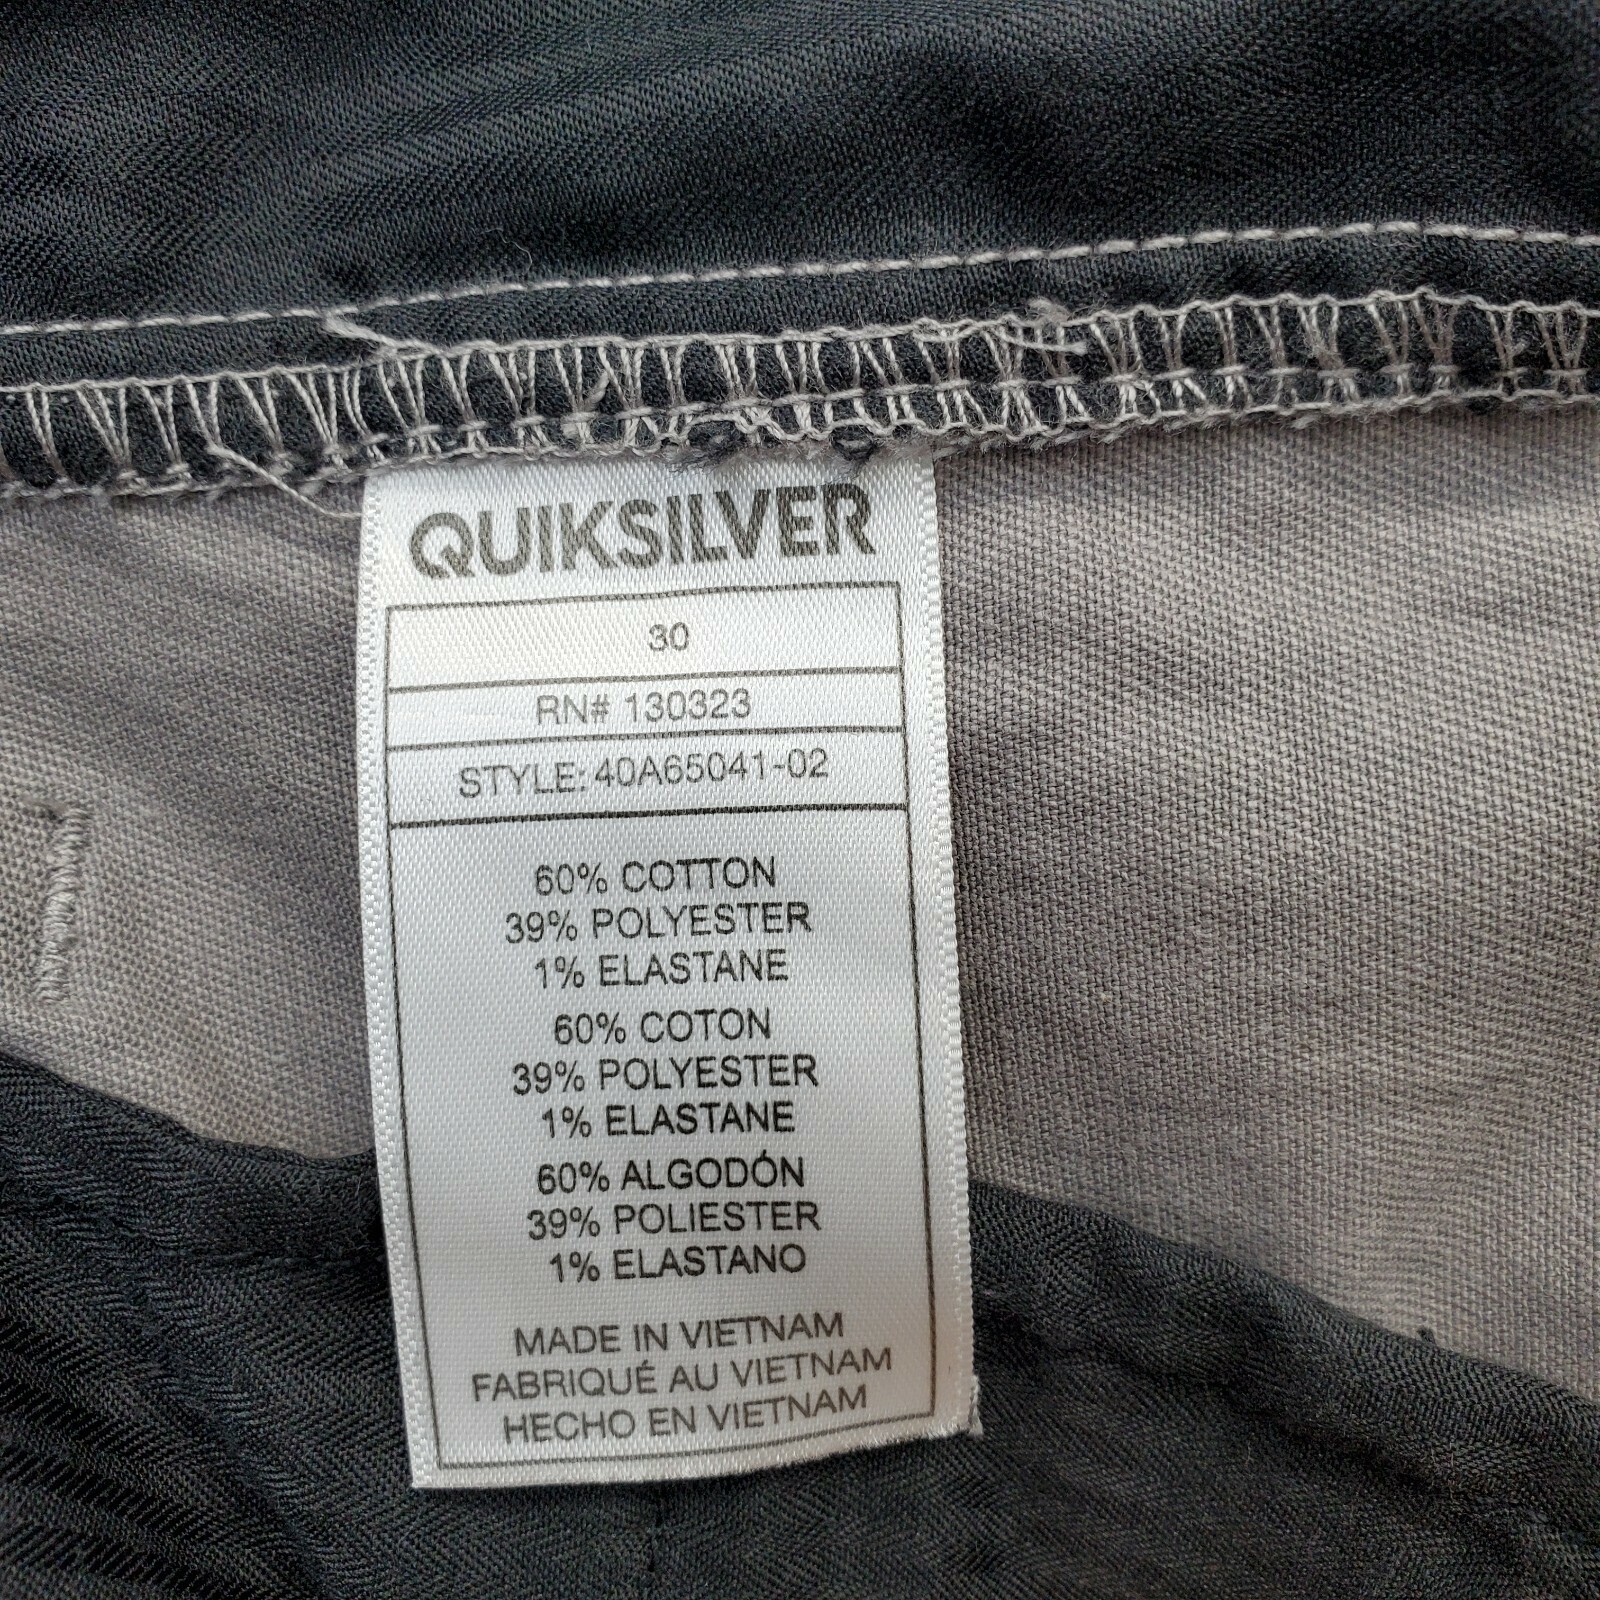 QUIKSILVER
30
RN# 130323
STYLE: 40A65041-02
60% COTTON
39% POLYESTER
1% ELASTANE
60% COTON
39% POLYESTER
1% ELASTANE
60% ALGODÓN
39% POLIESTER
1% ELASTANO
MADE IN VIETNAM
FABRIQUÉ AU VIETNAM
HECHO EN VIETNAM